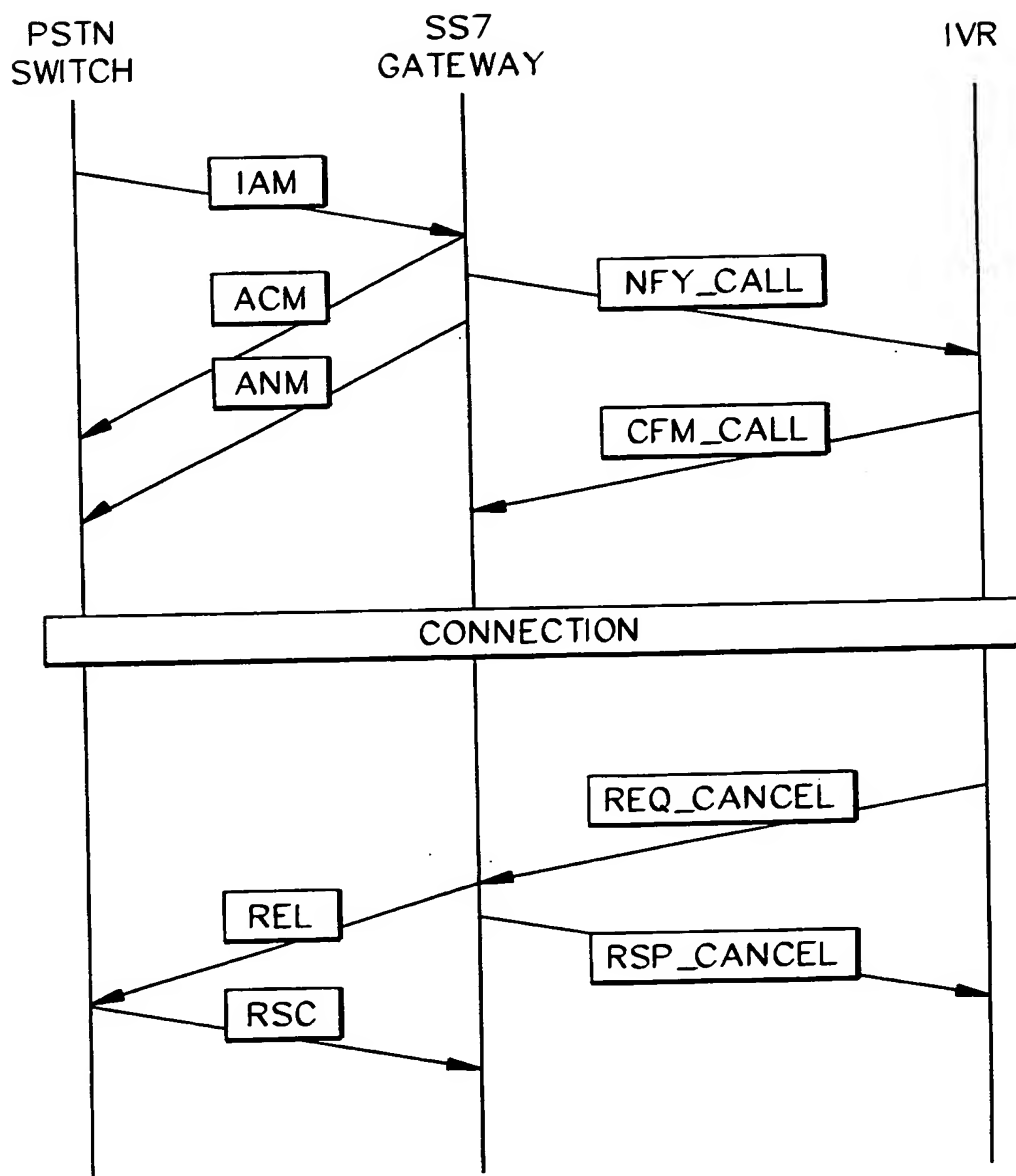 PSTN
SWITCH
SS7
GATEWAY
IVR
IAM
NFY_CALL
ACM
ANM
CFM_CALL
CONNECTION
REQ_CANCEL
REL
RSP_CANCEL
RSC